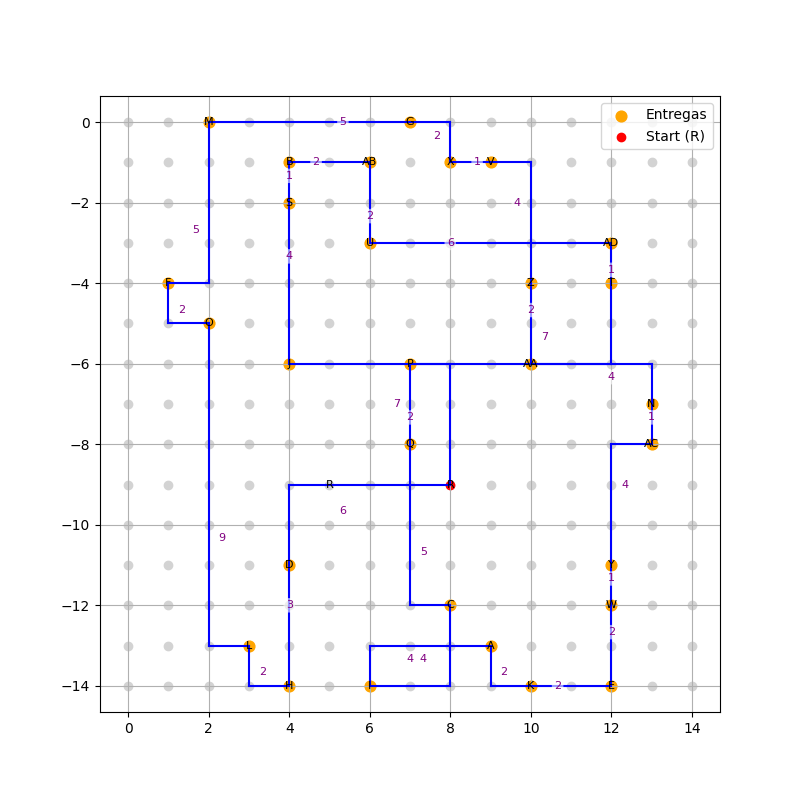 Entregas
Start (R)
0 M 5 G
2
B 2 AB X 1 V
1
−2 S 4
2
5
U 6 AD
4 1
−4 F Z T
2 2
O 7
−6 P AA
4
7 2 N 1
−8 Q AC
R R 4
6
9
−10
5
D Y
1
−12 3 C W
2
L A
4 4
2 2
−14 H K 2 E
0 2 4 6 8 10 12 14